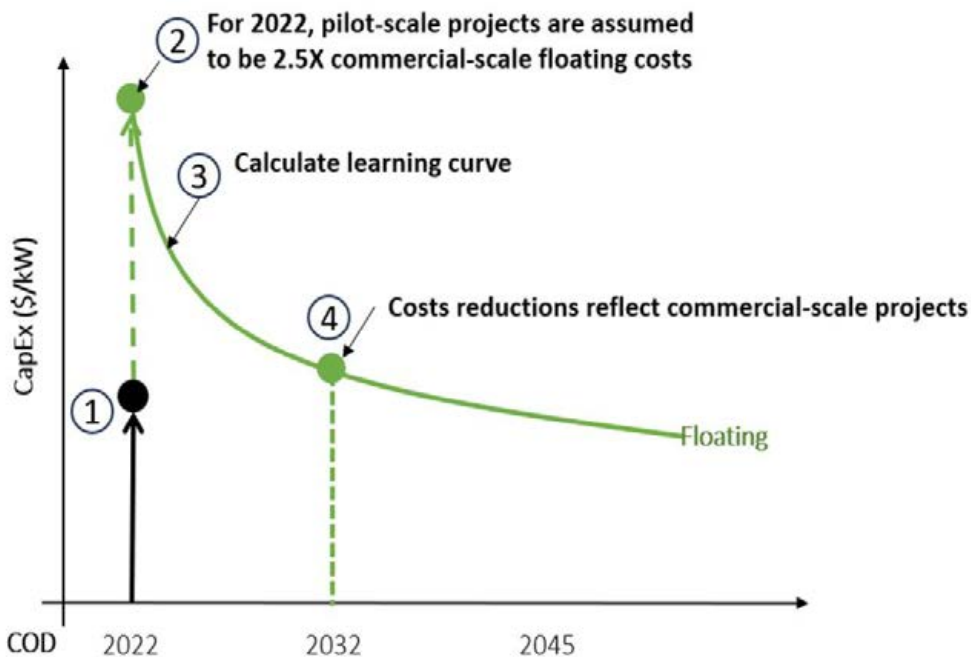 2 For 2022, pilot-scale projects are assumed
to be 2.5X commercial-scale floating costs
3 Calculate learning curve
4 Costs reductions reflect commercial-scale projects
CapEx ($/kW)
1
Floating
COD 2022 2032 2045